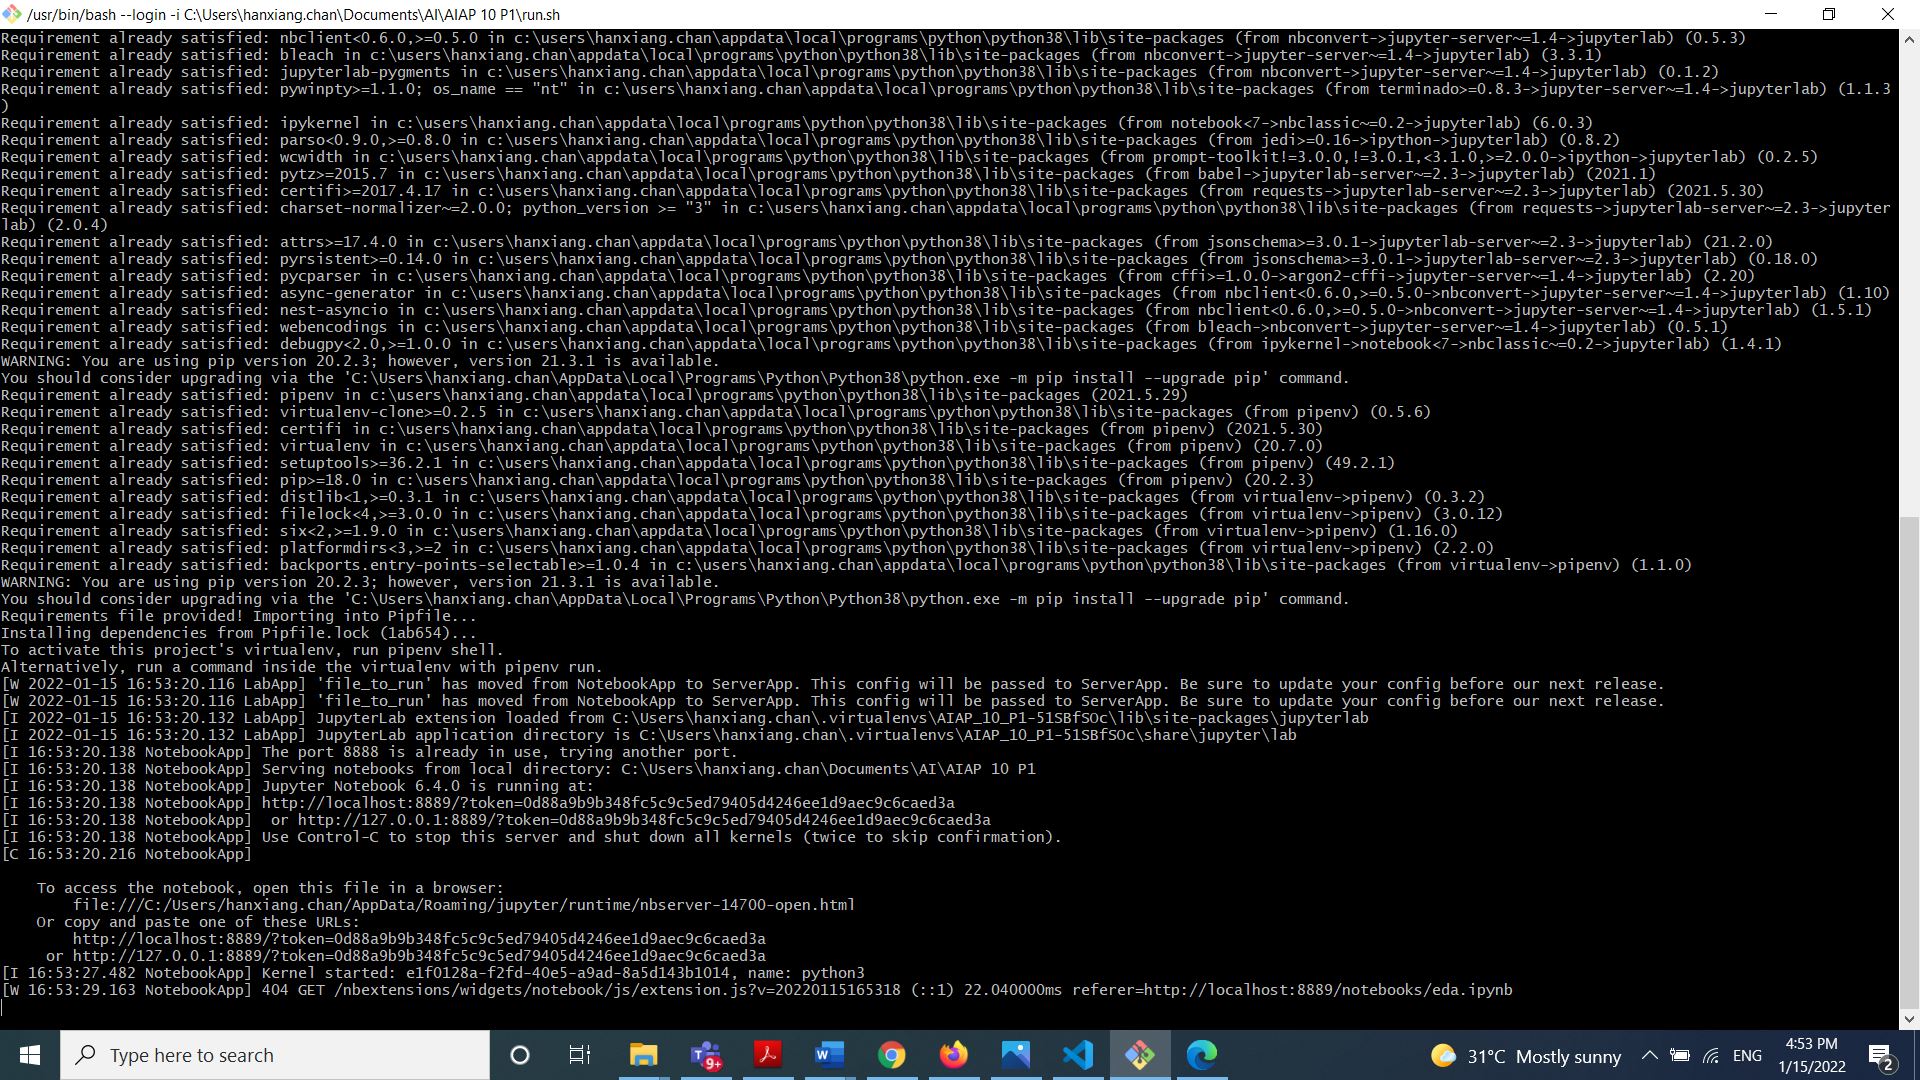 /usr/bin/bash --login -i C:\Users\hanxiang.chan\Documents\AI\AIAP 10 P1\run.sh
Requirement already satisfied: nbclient<0.6.0,>=0.5.0 in c:\users\hanxiang.chan\appdata\local\programs\python\python38\lib\site-packages (from nbconvert->jupyter-server~=1.4->jupyterlab) (0.5.3)
Requirement already satisfied: bleach in c:\users\hanxiang.chan\appdata\local\programs\python\python38\lib\site-packages (from nbconvert->jupyter-server~=1.4->jupyterlab) (3.3.1)
Requirement already satisfied: jupyterlab-pygments in c:\users\hanxiang.chan\appdata\local\programs\python\python38\lib\site-packages (from nbconvert->jupyter-server~=1.4->jupyterlab) (0.1.2)
Requirement already satisfied: pywinpty>=1.1.0; os_name == "nt" in c:\users\hanxiang.chan\appdata\local\programs\python\python38\lib\site-packages (from terminado>=0.8.3->jupyter-server~=1.4->jupyterlab) (1.1.3
)
Requirement already satisfied: ipykernel in c:\users\hanxiang.chan\appdata\local\programs\python\python38\lib\site-packages (from notebook<7->nbclassic~=0.2->jupyterlab) (6.0.3)
Requirement already satisfied: parso<0.9.0,>=0.8.0 in c:\users\hanxiang.chan\appdata\local\programs\python\python38\lib\site-packages (from jedi>=0.16->ipython->jupyterlab) (0.8.2)
Requirement already satisfied: wcwidth in c:\users\hanxiang.chan\appdata\local\programs\python\python38\lib\site-packages (from prompt-toolkit!=3.0.0,!=3.0.1,<3.1.0,>=2.0.0->ipython->jupyterlab) (0.2.5)
Requirement already satisfied: pytz>=2015.7 in c:\users\hanxiang.chan\appdata\local\programs\python\python38\lib\site-packages (from babel->jupyterlab-server~=2.3->jupyterlab) (2021.1)
Requirement already satisfied: certifi>=2017.4.17 in c:\users\hanxiang.chan\appdata\local\programs\python\python38\lib\site-packages (from requests->jupyterlab-server~=2.3->jupyterlab) (2021.5.30)
Requirement already satisfied: charset-normalizer~=2.0.0; python_version >= "3" in c:\users\hanxiang.chan\appdata\local\programs\python\python38\lib\site-packages (from requests->jupyterlab-server~=2.3->jupyter
lab) (2.0.4)
Requirement already satisfied: attrs>=17.4.0 in c:\users\hanxiang.chan\appdata\local\programs\python\python38\lib\site-packages (from jsonschema>=3.0.1->jupyterlab-server~=2.3->jupyterlab) (21.2.0)
Requirement already satisfied: pyrsistent>=0.14.0 in c:\users\hanxiang.chan\appdata\local\programs\python\python38\lib\site-packages (from jsonschema>=3.0.1->jupyterlab-server~=2.3->jupyterlab) (0.18.0)
Requirement already satisfied: pycparser in c:\users\hanxiang.chan\appdata\local\programs\python\python38\lib\site-packages (from cffi>=1.0.0->argon2-cffi->jupyter-server~=1.4->jupyterlab) (2.20)
Requirement already satisfied: async-generator in c:\users\hanxiang.chan\appdata\local\programs\python\python38\lib\site-packages (from nbclient<0.6.0,>=0.5.0->nbconvert->jupyter-server~=1.4->jupyterlab) (1.10)
Requirement already satisfied: nest-asyncio in c:\users\hanxiang.chan\appdata\local\programs\python\python38\lib\site-packages (from nbclient<0.6.0,>=0.5.0->nbconvert->jupyter-server~=1.4->jupyterlab) (1.5.1)
Requirement already satisfied: webencodings in c:\users\hanxiang.chan\appdata\local\programs\python\python38\lib\site-packages (from bleach->nbconvert->jupyter-server~=1.4->jupyterlab) (0.5.1)
Requirement already satisfied: debugpy<2.0,>=1.0.0 in c:\users\hanxiang.chan\appdata\local\programs\python\python38\lib\site-packages (from ipykernel->notebook<7->nbclassic~=0.2->jupyterlab) (1.4.1)
WARNING: You are using pip version 20.2.3; however, version 21.3.1 is available.
You should consider upgrading via the 'C:\Users\hanxiang.chan\AppData\Local\Programs\Python\Python38\python.exe -m pip install --upgrade pip' command.
Requirement already satisfied: pipenv in c:\users\hanxiang.chan\appdata\local\programs\python\python38\lib\site-packages (2021.5.29)
Requirement already satisfied: virtualenv-clone>=0.2.5 in c:\users\hanxiang.chan\appdata\local\programs\python\python38\lib\site-packages (from pipenv) (0.5.6)
Requirement already satisfied: certifi in c:\users\hanxiang.chan\appdata\local\programs\python\python38\lib\site-packages (from pipenv) (2021.5.30)
Requirement already satisfied: virtualenv in c:\users\hanxiang.chan\appdata\local\programs\python\python38\lib\site-packages (from pipenv) (20.7.0)
Requirement already satisfied: setuptools>=36.2.1 in c:\users\hanxiang.chan\appdata\local\programs\python\python38\lib\site-packages (from pipenv) (49.2.1)
Requirement already satisfied: pip>=18.0 in c:\users\hanxiang.chan\appdata\local\programs\python\python38\lib\site-packages (from pipenv) (20.2.3)
Requirement already satisfied: distlib<1,>=0.3.1 in c:\users\hanxiang.chan\appdata\local\programs\python\python38\lib\site-packages (from virtualenv->pipenv) (0.3.2)
Requirement already satisfied: filelock<4,>=3.0.0 in c:\users\hanxiang.chan\appdata\local\programs\python\python38\lib\site-packages (from virtualenv->pipenv) (3.0.12)
Requirement already satisfied: six<2,>=1.9.0 in c:\users\hanxiang.chan\appdata\local\programs\python\python38\lib\site-packages (from virtualenv->pipenv) (1.16.0)
Requirement already satisfied: platformdirs<3,>=2 in c:\users\hanxiang.chan\appdata\local\programs\python\python38\lib\site-packages (from virtualenv->pipenv) (2.2.0)
Requirement already satisfied: backports.entry-points-selectable>=1.0.4 in c:\users\hanxiang.chan\appdata\local\programs\python\python38\lib\site-packages (from virtualenv->pipenv) (1.1.0)
WARNING: You are using pip version 20.2.3; however, version 21.3.1 is available.
You should consider upgrading via the 'C:\Users\hanxiang.chan\AppData\Local\Programs\Python\Python38\python.exe -m pip install --upgrade pip' command.
Requirements file provided! Importing into Pipfile...
Installing dependencies from Pipfile.lock (1ab654)...
To activate this project's virtualenv, run pipenv shell.
Alternatively, run a command inside the virtualenv with pipenv run.
[W 2022-01-15 16:53:20.116 LabApp] 'file_to_run' has moved from NotebookApp to ServerApp. This config will be passed to ServerApp. Be sure to update your config before our next release.
[W 2022-01-15 16:53:20.116 LabApp] 'file_to_run' has moved from NotebookApp to ServerApp. This config will be passed to ServerApp. Be sure to update your config before our next release.
[I 2022-01-15 16:53:20.132 LabApp] JupyterLab extension loaded from C:\Users\hanxiang.chan\.virtualenvs\AIAP_10_P1-51SBfSOc\lib\site-packages\jupyterlab
[I 2022-01-15 16:53:20.132 LabApp] JupyterLab application directory is C:\Users\hanxiang.chan\.virtualenvs\AIAP_10_P1-51SBfSOc\share\jupyter\lab
[I 16:53:20.138 NotebookApp] The port 8888 is already in use, trying another port.
[I 16:53:20.138 NotebookApp] Serving notebooks from local directory: C:\Users\hanxiang.chan\Documents\AI\AIAP 10 P1
[I 16:53:20.138 NotebookApp] Jupyter Notebook 6.4.0 is running at:
[I 16:53:20.138 NotebookApp] http://localhost:8889/?token=0d88a9b9b348fc5c9c5ed79405d4246ee1d9aec9c6caed3a
[I 16:53:20.138 NotebookApp]  or http://127.0.0.1:8889/?token=0d88a9b9b348fc5c9c5ed79405d4246ee1d9aec9c6caed3a
[I 16:53:20.138 NotebookApp] Use Control-C to stop this server and shut down all kernels (twice to skip confirmation).
[C 16:53:20.216 NotebookApp]
To access the notebook, open this file in a browser:
file:///C:/Users/hanxiang.chan/AppData/Roaming/jupyter/runtime/nbserver-14700-open.html
Or copy and paste one of these URLs:
http://localhost:8889/?token=0d88a9b9b348fc5c9c5ed79405d4246ee1d9aec9c6caed3a
or http://127.0.0.1:8889/?token=0d88a9b9b348fc5c9c5ed79405d4246ee1d9aec9c6caed3a
[I 16:53:27.482 NotebookApp] Kernel started: e1f0128a-f2fd-40e5-a9ad-8a5d143b1014, name: python3
[W 16:53:29.163 NotebookApp] 404 GET /nbextensions/widgets/notebook/js/extension.js?v=20220115165318 (::1) 22.040000ms referer=http://localhost:8889/notebooks/eda.ipynb
Type here to search
9+
31°C Mostly sunny
ENG
4:53 PM
1/15/2022
2